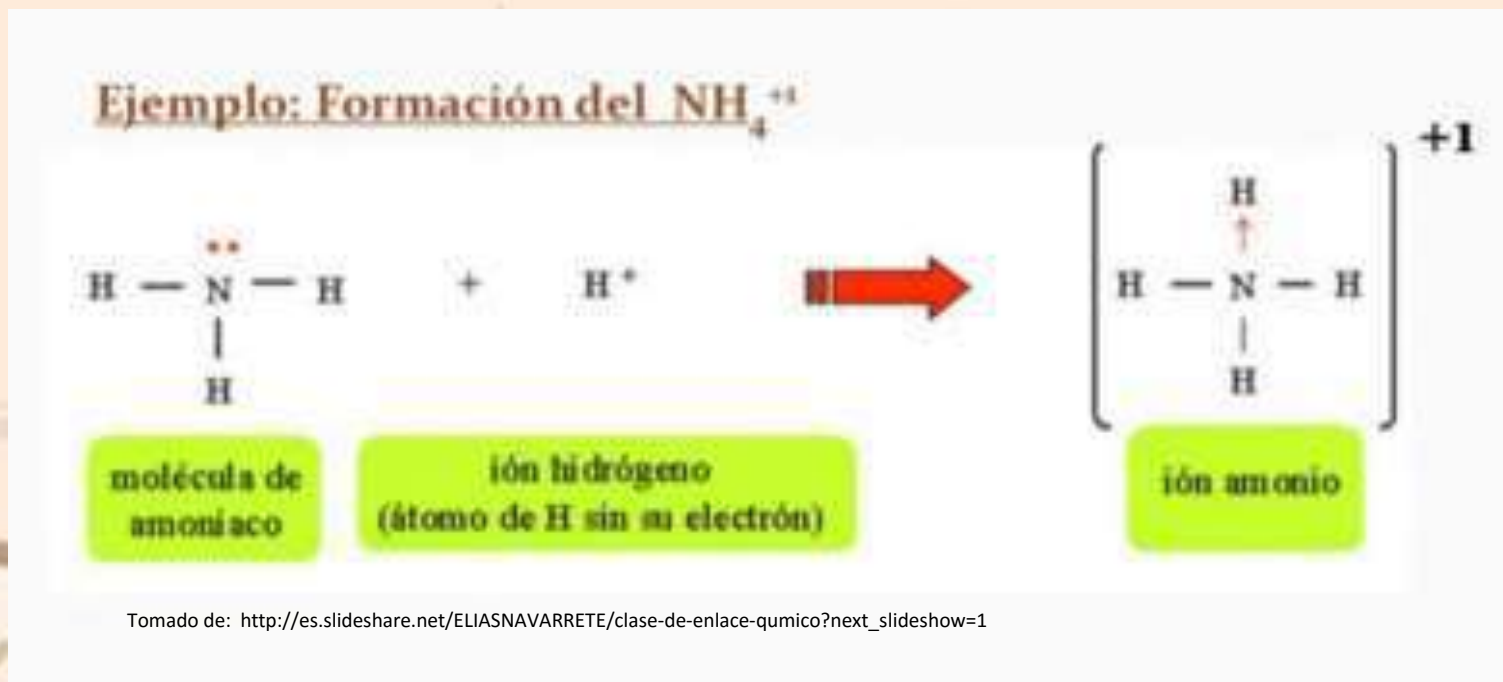 Ejemplo: Formación del NH₄⁺¹
+1
H
↑
H — N — H + H⁺ H — N — H
| |
H H
molécula de
amoníaco
ión hidrógeno
(átomo de H sin su electrón)
ión amonio
Tomado de: http://es.slideshare.net/ELIASNAVARRETE/clase-de-enlace-qumico?next_slideshow=1